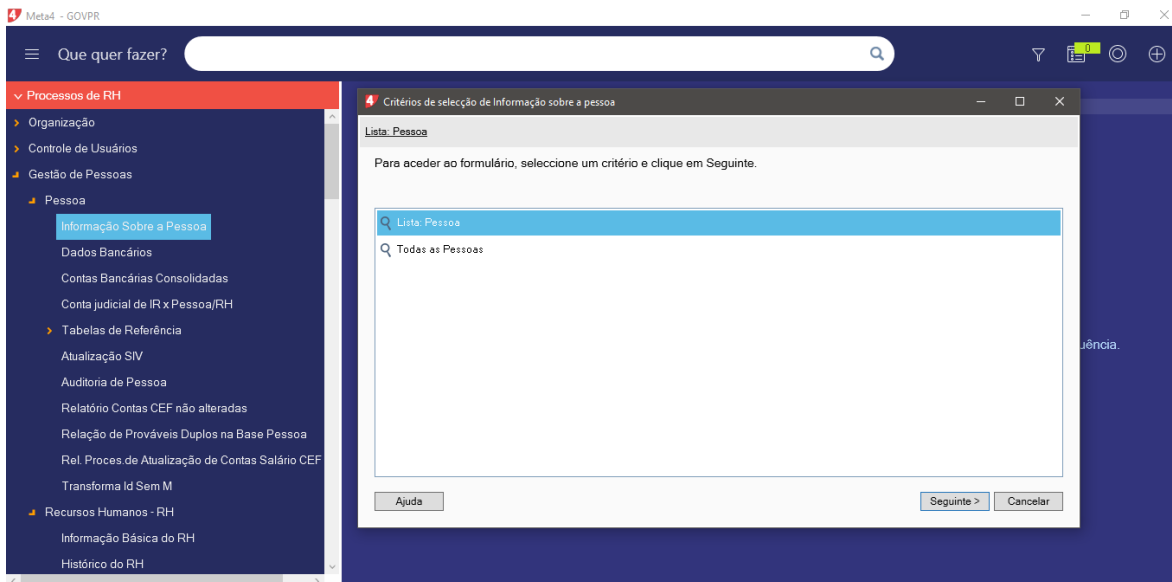 Meta4 - GOVPR
Que quer fazer?
0
Processos de RH
Organização
Controle de Usuários
Gestão de Pessoas
Pessoa
Informação Sobre a Pessoa
Dados Bancários
Contas Bancárias Consolidadas
Conta judicial de IR x Pessoa/RH
Tabelas de Referência
Atualização SIV
Auditoria de Pessoa
Relatório Contas CEF não alteradas
Relação de Prováveis Duplos na Base Pessoa
Rel. Proces.de Atualização de Contas Salário CEF
Transforma Id Sem M
Recursos Humanos - RH
Informação Básica do RH
Histórico do RH
Critérios de selecção de Informação sobre a pessoa
Lista: Pessoa
Para aceder ao formulário, seleccione um critério e clique em Seguinte.
Lista: Pessoa
Todas as Pessoas
Ajuda
Seguinte >
Cancelar
uência.